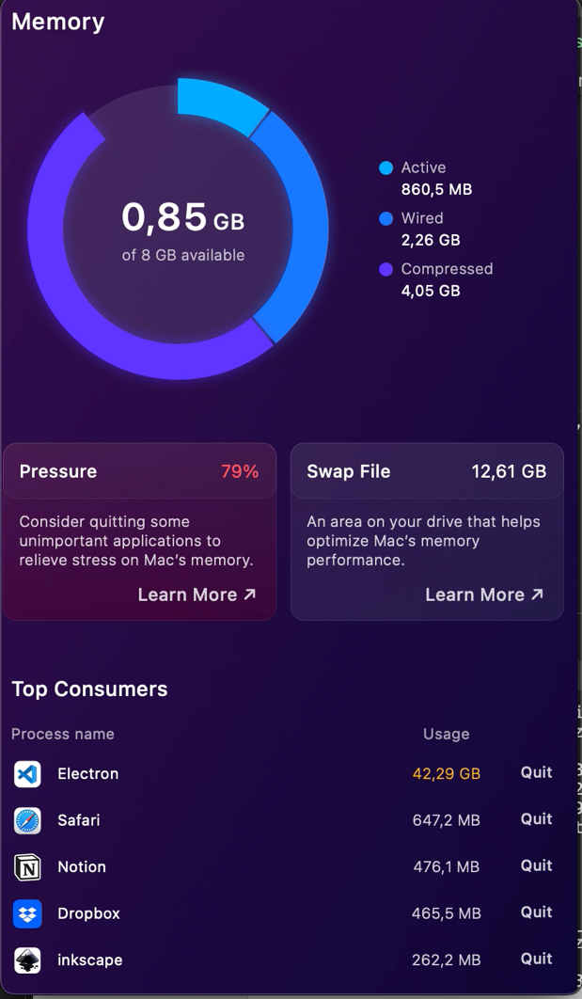 Memory
0,85 GB
of 8 GB available
Active
860,5 MB
Wired
2,26 GB
Compressed
4,05 GB
Pressure 79%
Consider quitting some
unimportant applications to
relieve stress on Mac's memory.
Learn More ↗
Swap File 12,61 GB
An area on your drive that helps
optimize Mac's memory
performance.
Learn More ↗
Top Consumers
Process name Usage
Electron 42,29 GB Quit
Safari 647,2 MB Quit
Notion 476,1 MB Quit
Dropbox 465,5 MB Quit
inkscape 262,2 MB Quit